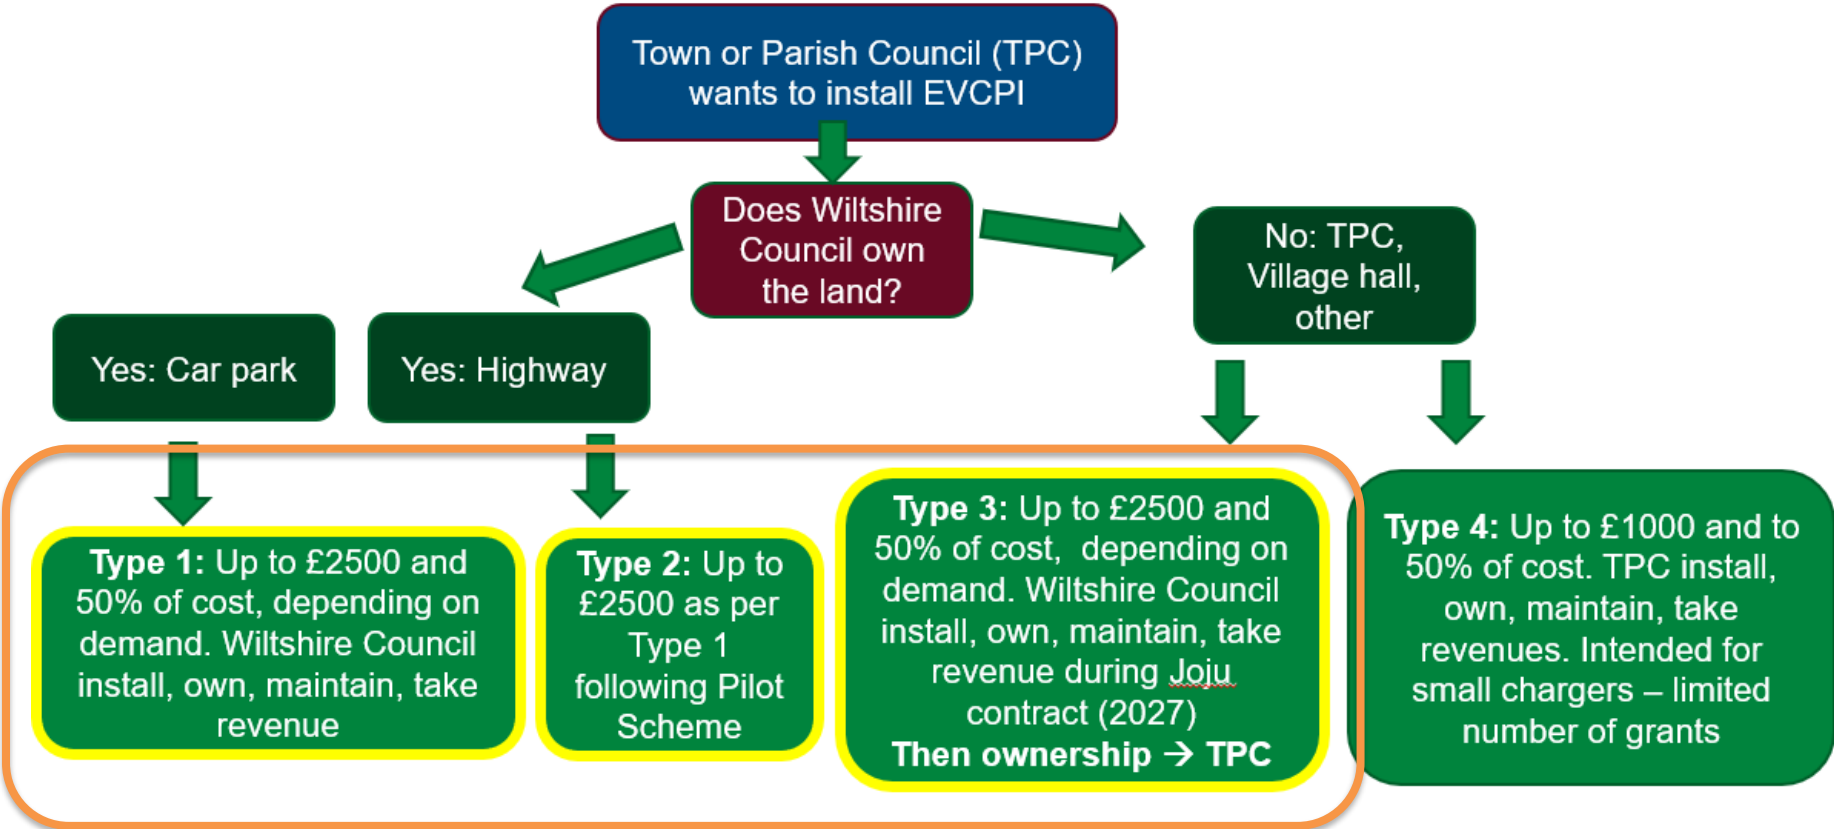 Town or Parish Council (TPC)
wants to install EVCPI
Does Wiltshire
Council own
the land?
No: TPC,
Village hall,
other
Yes: Car park
Yes: Highway
Type 1: Up to £2500 and
50% of cost, depending on
demand. Wiltshire Council
install, own, maintain, take
revenue
Type 2: Up to
£2500 as per
Type 1
following Pilot
Scheme
Type 3: Up to £2500 and
50% of cost, depending on
demand. Wiltshire Council
install, own, maintain, take
revenue during Joju
contract (2027)
Then ownership → TPC
Type 4: Up to £1000 and to
50% of cost. TPC install,
own, maintain, take
revenues. Intended for
small chargers – limited
number of grants